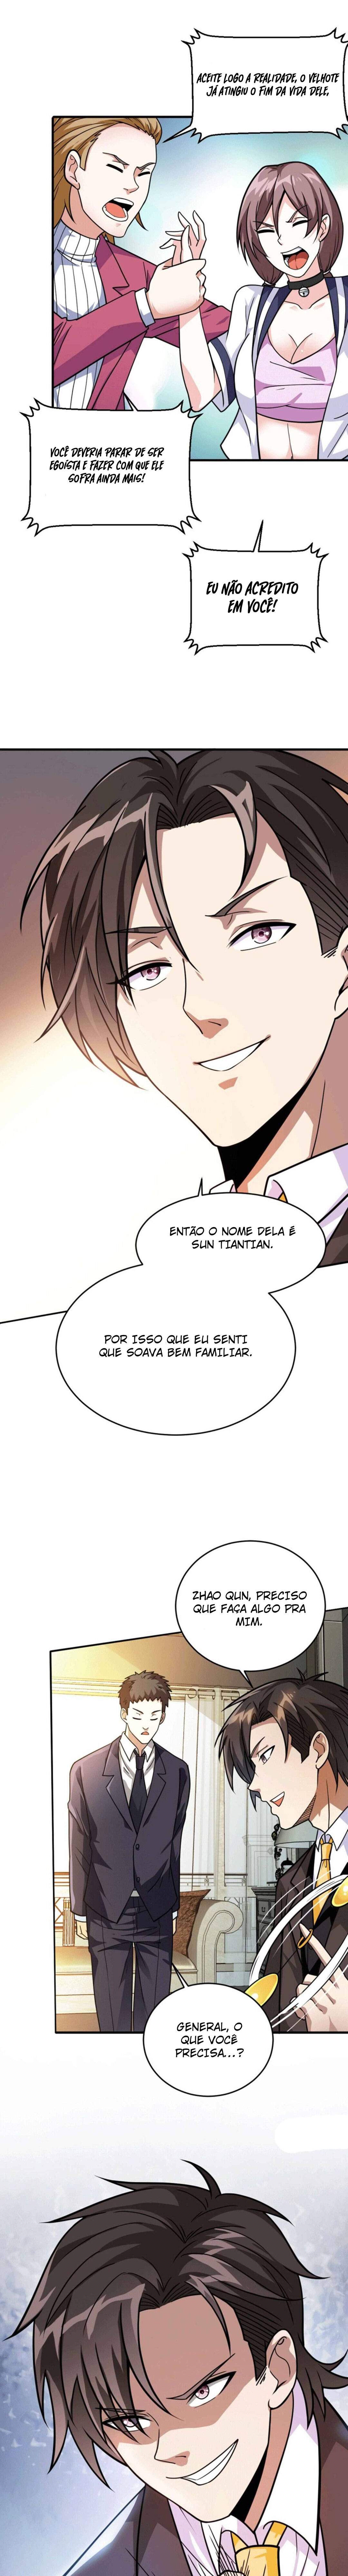 ACEITE LOGO A REALIDADE, O VELHOTE
JÁ ATINGIU O FIM DA VIDA DELE,
VOCÊ DEVERIA PARAR DE SER
EGOÍSTA E FAZER COM QUE ELE
SOFRA AINDA MAIS!
EU NÃO ACREDITO
EM VOCÊ!
ENTÃO O NOME DELA É
SUN TIANTIAN.
POR ISSO QUE EU SENTI
QUE SOAVA BEM FAMILIAR.
ZHAO QUN, PRECISO
QUE FAÇA ALGO PRA
MIM.
GENERAL, O
QUE VOCÊ
PRECISA...?